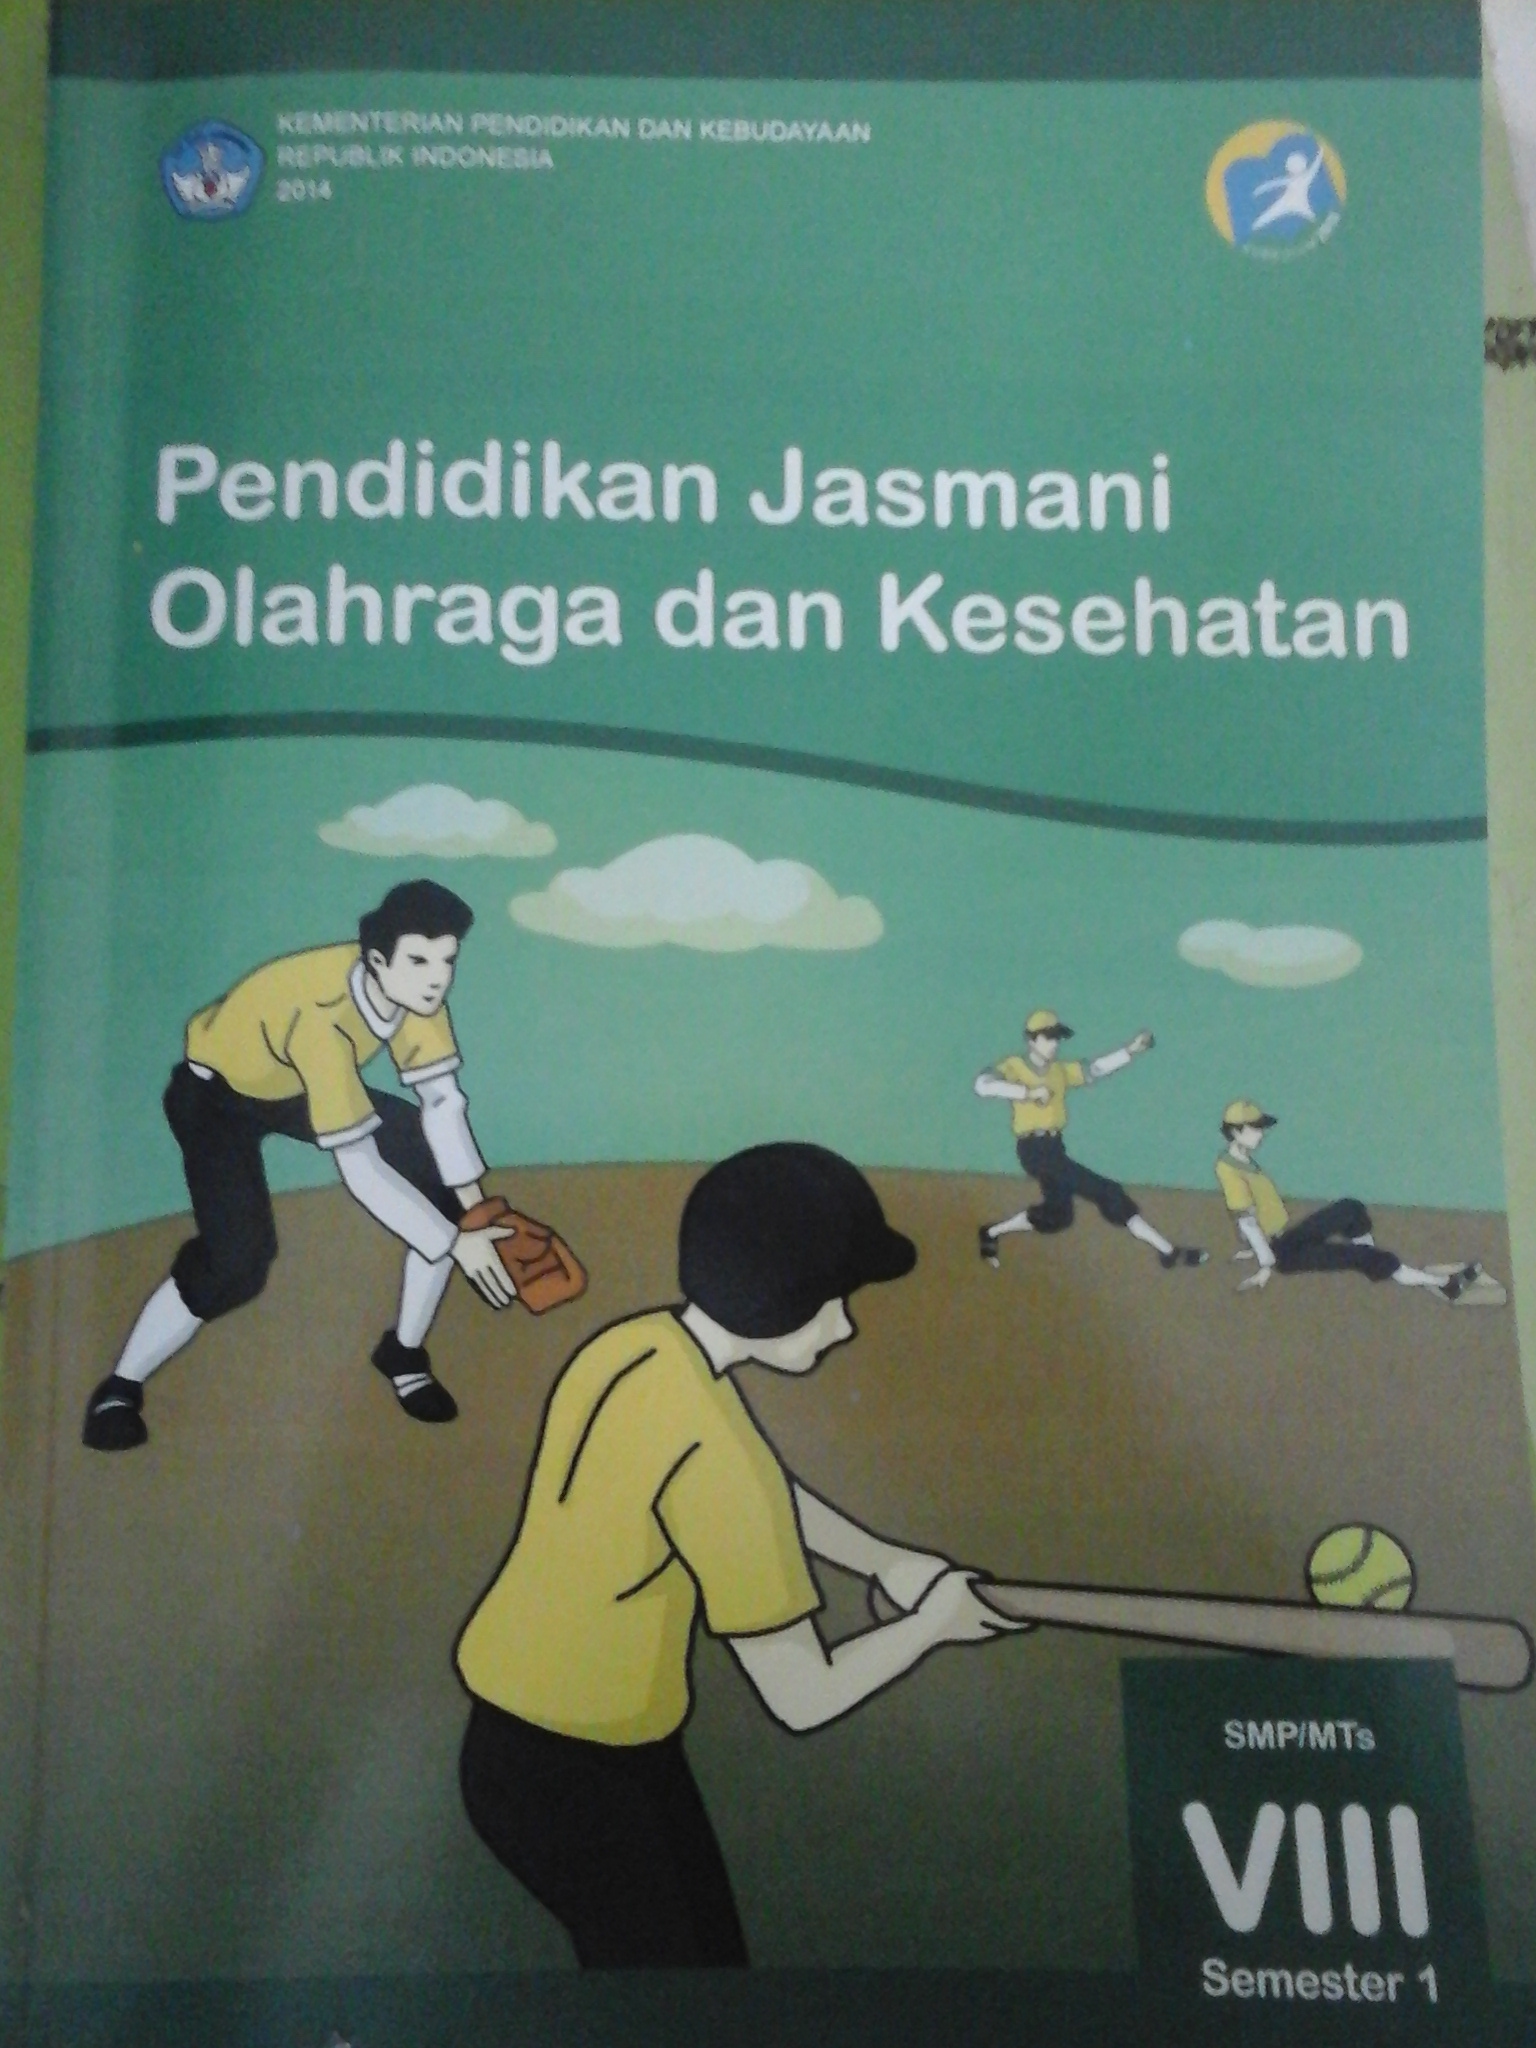 KEMENTERIAN PENDIDIKAN DAN KEBUDAYAAN
REPUBLIK INDONESIA
2014
Pendidikan Jasmani
Olahraga dan Kesehatan
SMP/MTs
VIII
Semester 1